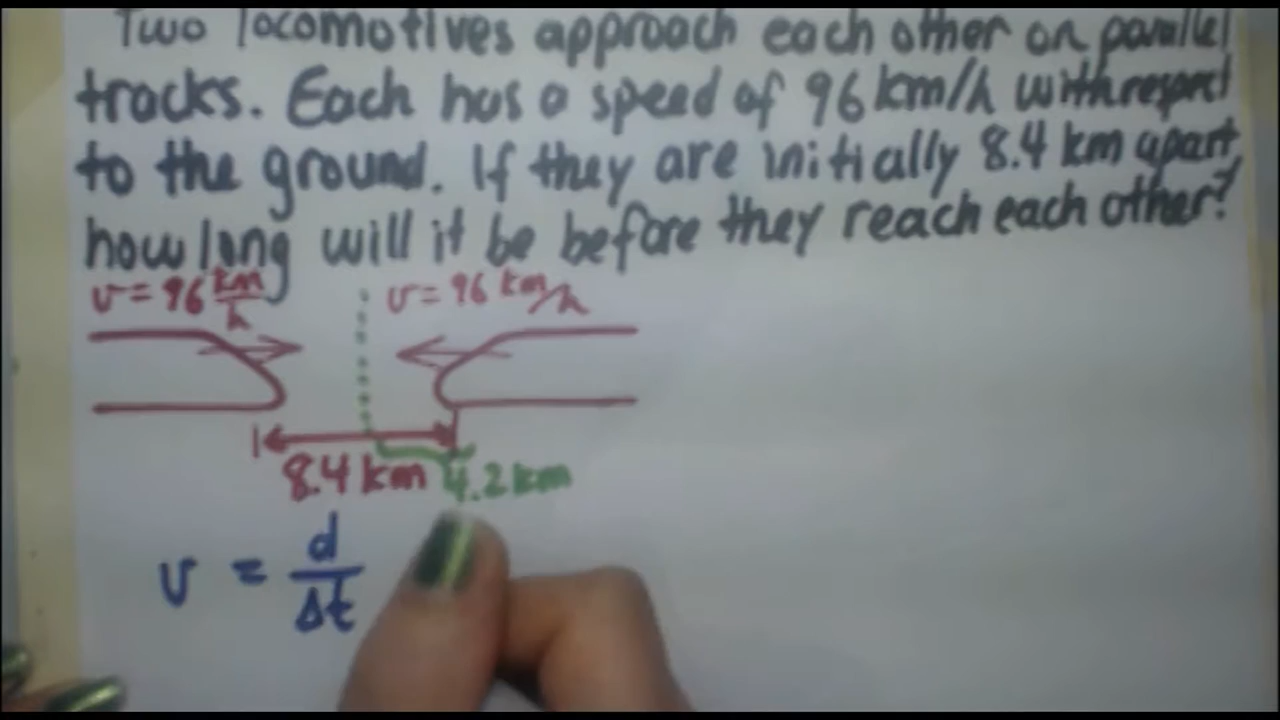 Two locomotives approach each other on parallel
tracks. Each has a speed of 96 km/h with respect
to the ground. If they are initially 8.4 km apart,
how long will it be before they reach each other?
v = 96 km/h
v = 96 km/h
8.4 km
4.2 km
v = d/Δt